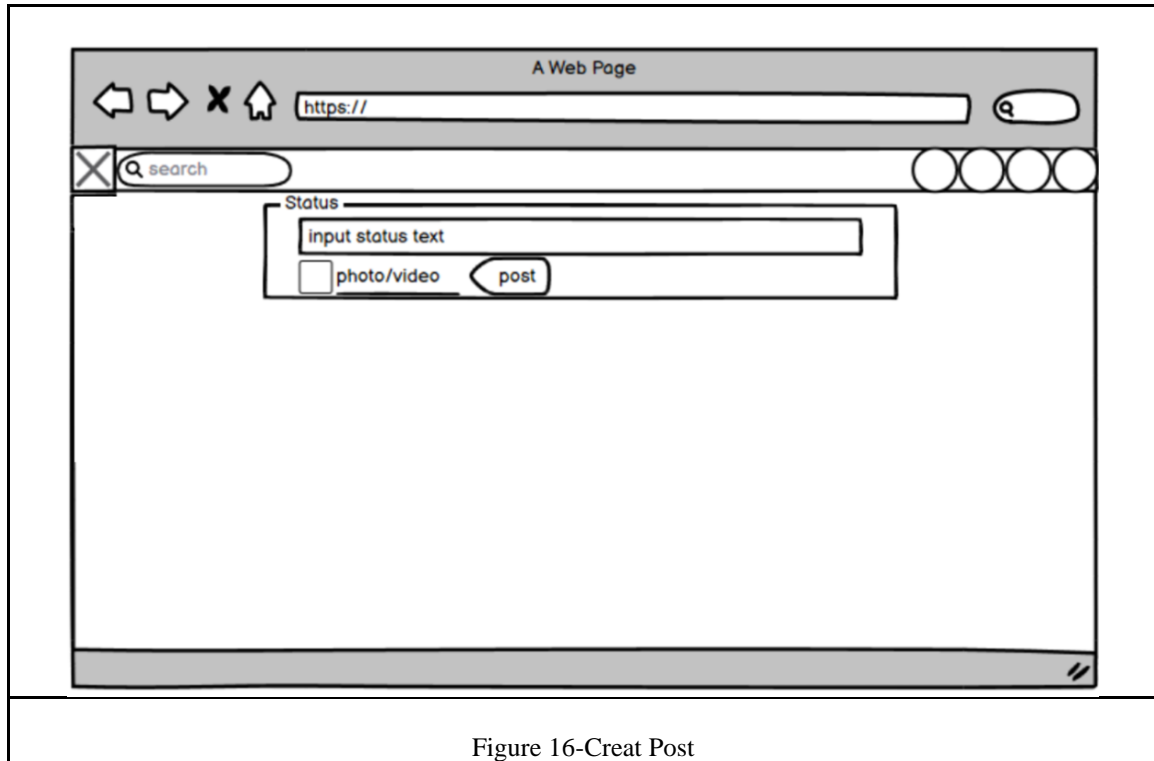 A Web Page
https://
search
Status
input status text
photo/video post
Figure 16-Creat Post